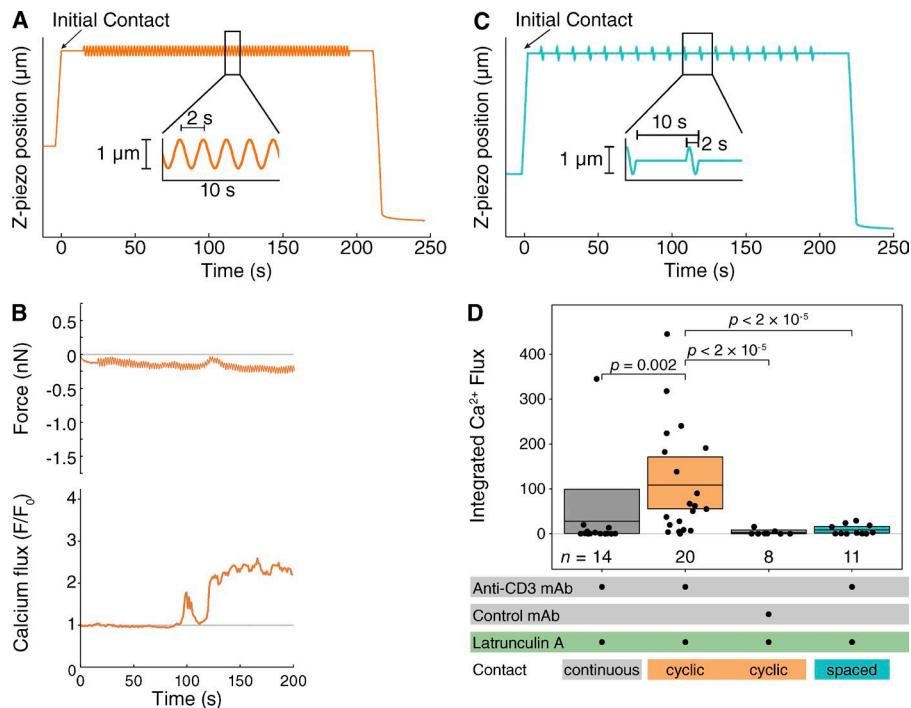 A
Initial Contact
Z-piezo position (µm)
2 s
1 µm
10 s
0 50 100 150 200 250
Time (s)
C
Initial Contact
Z-piezo position (µm)
10 s
2 s
1 µm
0 50 100 150 200 250
Time (s)
B
Force (nN)
0.5
0
-0.5
-1.0
-1.5
Calcium flux (F/F₀)
4
3
2
1
0 50 100 150 200
Time (s)
D
Integrated Ca²⁺ Flux
400
300
200
100
0
p < 2 × 10⁻⁵
p < 2 × 10⁻⁵
p = 0.002
n = 14 20 8 11
Anti-CD3 mAb • • •
Control mAb •
Latrunculin A • • • •
Contact continuous cyclic cyclic spaced